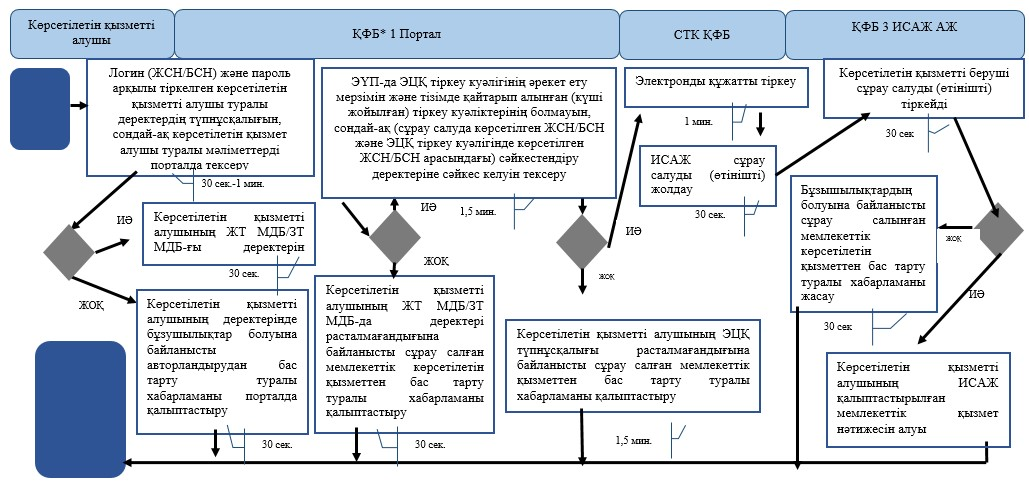 Көрсетілетін қызметті
алушы
ҚФБ* 1 Портал
СТК ҚФБ
ҚФБ 3 ИСАЖ АЖ
Логин (ЖСН/БСН) және пароль
арқылы тіркелген көрсетілетін
қызметті алушы туралы
деректердің түпнұсқалығын,
сондай-ақ көрсетілетін қызмет
алушы туралы мәліметтерді
порталда тексеру
30 сек.-1 мин.
ИӘ
Көрсетілетін қызметті
алушының ЖТ МДБ/ЗТ
МДБ-ғы деректерін
30 сек.
ЖОҚ
Көрсетілетін қызметті
алушының деректерінде
бұзушылықтар болуына
байланысты
авторландырудан бас
тарту туралы
хабарламаны порталда
қалыптастыру
30 сек.
ЭҮП-да ЭЦҚ тіркеу куәлігінің әрекет ету
мерзімін және тізімде қайтарып алынған (күші
жойылған) тіркеу куәліктерінің болмауын,
сондай-ақ (сұрау салуда көрсетілген ЖСН/БСН
және ЭЦҚ тіркеу куәлігінде көрсетілген
ЖСН/БСН арасындағы) сәйкестендіру
деректеріне сәйкес келуін тексеру
1,5 мин.
ИӘ
ЖОҚ
Көрсетілетін қызметті
алушының ЖТ МДБ/ЗТ
МДБ-да деректері
расталмағандығына
байланысты сұрау салған
мемлекеттік көрсетілетін
қызметтен бас тарту
туралы хабарламаны
қалыптастыру
30 сек.
ИӘ
ЖОҚ
Көрсетілетін қызметті алушының ЭЦҚ
түпнұсқалығы расталмағандығына
байланысты сұрау салған мемлекеттік
қызметтен бас тарту туралы
хабарламаны қалыптастыру
1,5 мин.
Электронды құжатты тіркеу
1 мин.
ИСАЖ сұрау
салуды (өтінішті)
жолдау
30 сек.
Көрсетілетін қызметті беруші
сұрау салуды (өтінішті)
тіркейді
30 сек
Бұзышылықтардың
болуына байланысты
сұрау салынған
мемлекеттік
көрсетілетін
қызметтен бас тарту
туралы хабарламаны
жасау
ЖОҚ
ИӘ
30 сек
Көрсетілетін қызметті
алушының ИСАЖ
қалыптастырылған
мемлекеттік қызмет
нәтижесін алуы